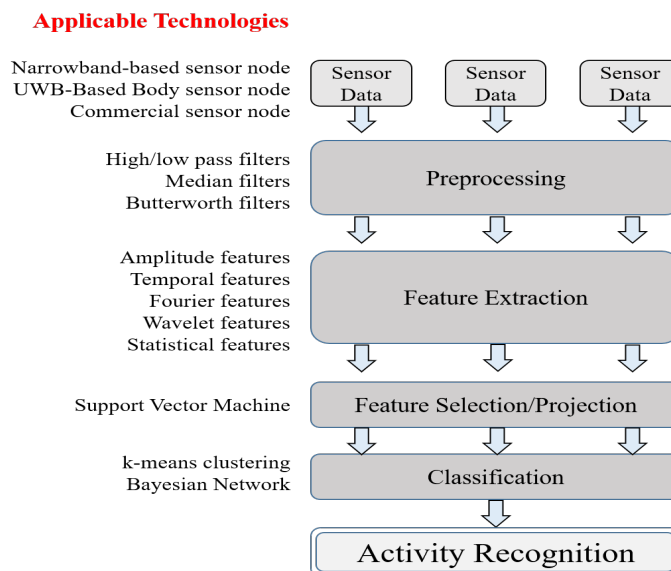 Applicable Technologies
Narrowband-based sensor node
UWB-Based Body sensor node
Commercial sensor node
Sensor
Data
Sensor
Data
Sensor
Data
High/low pass filters
Median filters
Butterworth filters
Preprocessing
Amplitude features
Temporal features
Fourier features
Wavelet features
Statistical features
Feature Extraction
Support Vector Machine
Feature Selection/Projection
k-means clustering
Bayesian Network
Classification
Activity Recognition